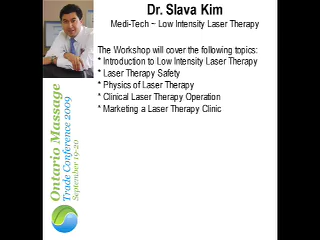 Dr. Slava Kim
Medi-Tech ~ Low Intensity Laser Therapy
The Workshop will cover the following topics:
* Introduction to Low Intensity Laser Therapy
* Laser Therapy Safety
* Physics of Laser Therapy
* Clinical Laser Therapy Operation
* Marketing a Laser Therapy Clinic
Ontario Massage
Trade Conference 2009
September 19-20